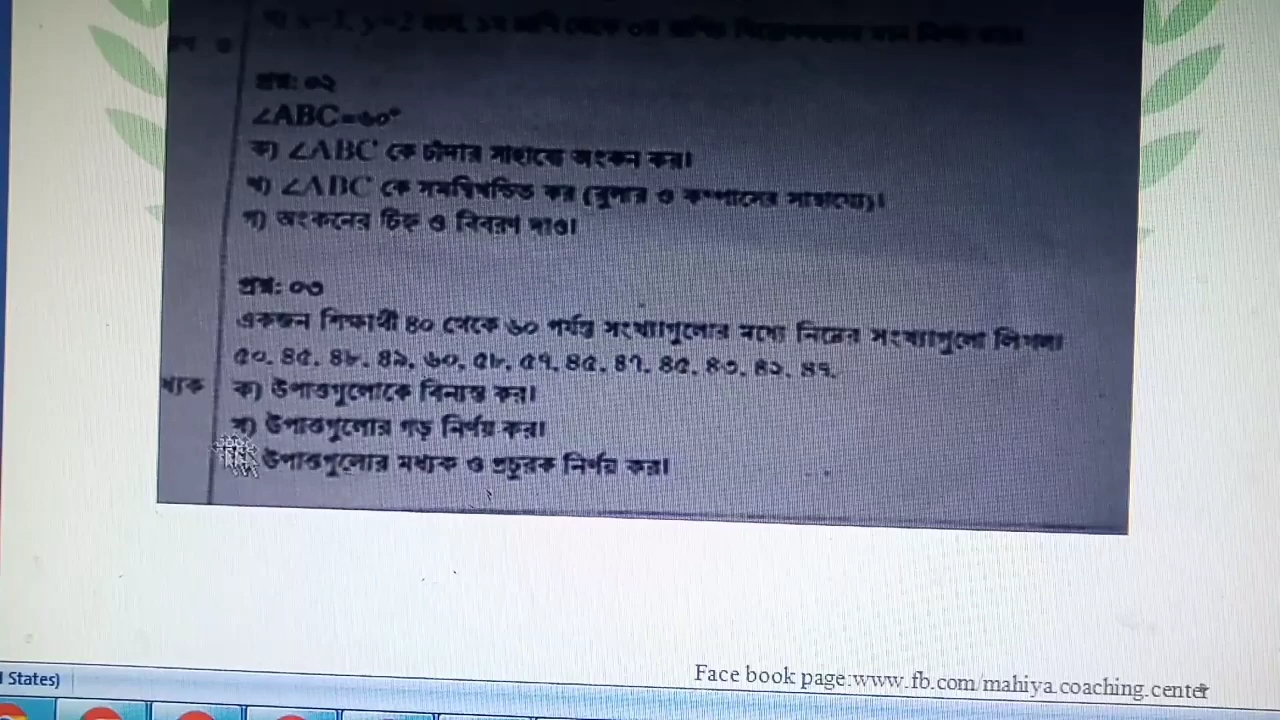 প্রশ্ন: ০২
∠ABC=৬০°
ক) ∠ABC কে চাঁদার সাহায্যে অংকন কর।
খ) ∠ABC কে সমদ্বিখণ্ডিত কর (রুলার ও কম্পাসের সাহায্যে)।
গ) অংকনের চিহ্ন ও বিবরণ দাও।
প্রশ্ন: ০৩
একজন শিক্ষার্থী ৪০ থেকে ৬০ পর্যন্ত সংখ্যাগুলোর মধ্যে নিচের সংখ্যাগুলো লিখল।
৫০, ৪৫, ৪৮, ৪৯, ৬০, ৫৮, ৫৭, ৪৫, ৪৭, ৪৫,
ক) উপাত্তগুলোকে বিন্যস্ত কর।
খ) উপাত্তগুলোর গড় নির্ণয় কর।
উপাত্তগুলোর মধ্যক ও প্রচুরক নির্ণয় কর।
States)
Face book page:www.fb.com/mahiya.coaching.center